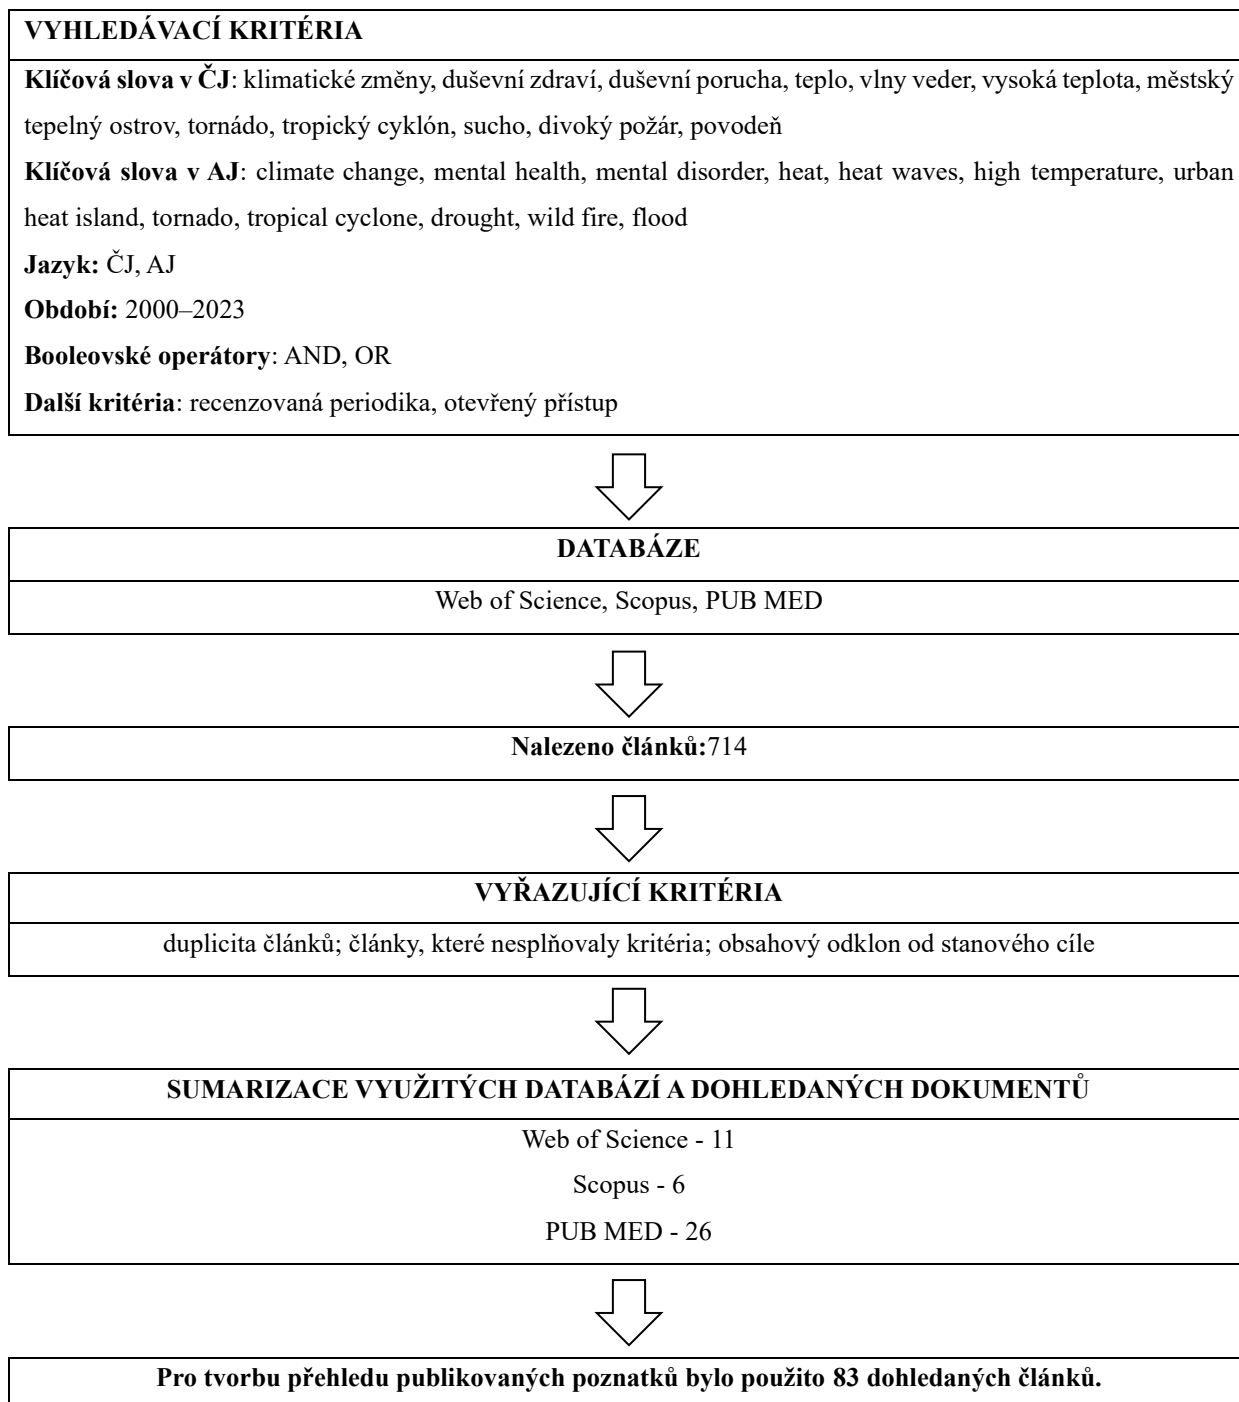 VYHLEDÁVACÍ KRITÉRIA
Klíčová slova v ČJ: klimatické změny, duševní zdraví, duševní porucha, teplo, vlny veder, vysoká teplota, městský
tepelný ostrov, tornádo, tropický cyklón, sucho, divoký požár, povodeň
Klíčová slova v AJ: climate change, mental health, mental disorder, heat, heat waves, high temperature, urban
heat island, tornado, tropical cyclone, drought, wild fire, flood
Jazyk: ČJ, AJ
Období: 2000–2023
Booleovské operátory: AND, OR
Další kritéria: recenzovaná periodika, otevřený přístup
DATABÁZE
Web of Science, Scopus, PUB MED
Nalezeno článků:714
VYŘAZUJÍCÍ KRITÉRIA
duplicita článků; články, které nesplňovaly kritéria; obsahový odklon od stanového cíle
SUMARIZACE VYUŽITÝCH DATABÁZÍ A DOHLEDANÝCH DOKUMENTŮ
Web of Science - 11
Scopus - 6
PUB MED - 26
Pro tvorbu přehledu publikovaných poznatků bylo použito 83 dohledaných článků.